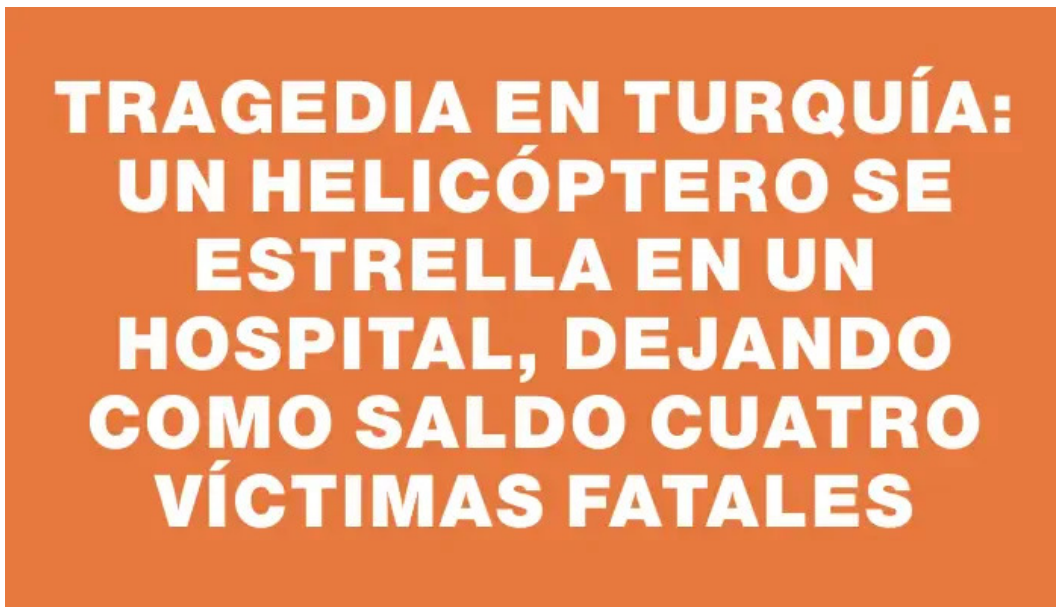 TRAGEDIA EN TURQUÍA:
UN HELICÓPTERO SE
ESTRELLA EN UN
HOSPITAL, DEJANDO
COMO SALDO CUATRO
VÍCTIMAS FATALES